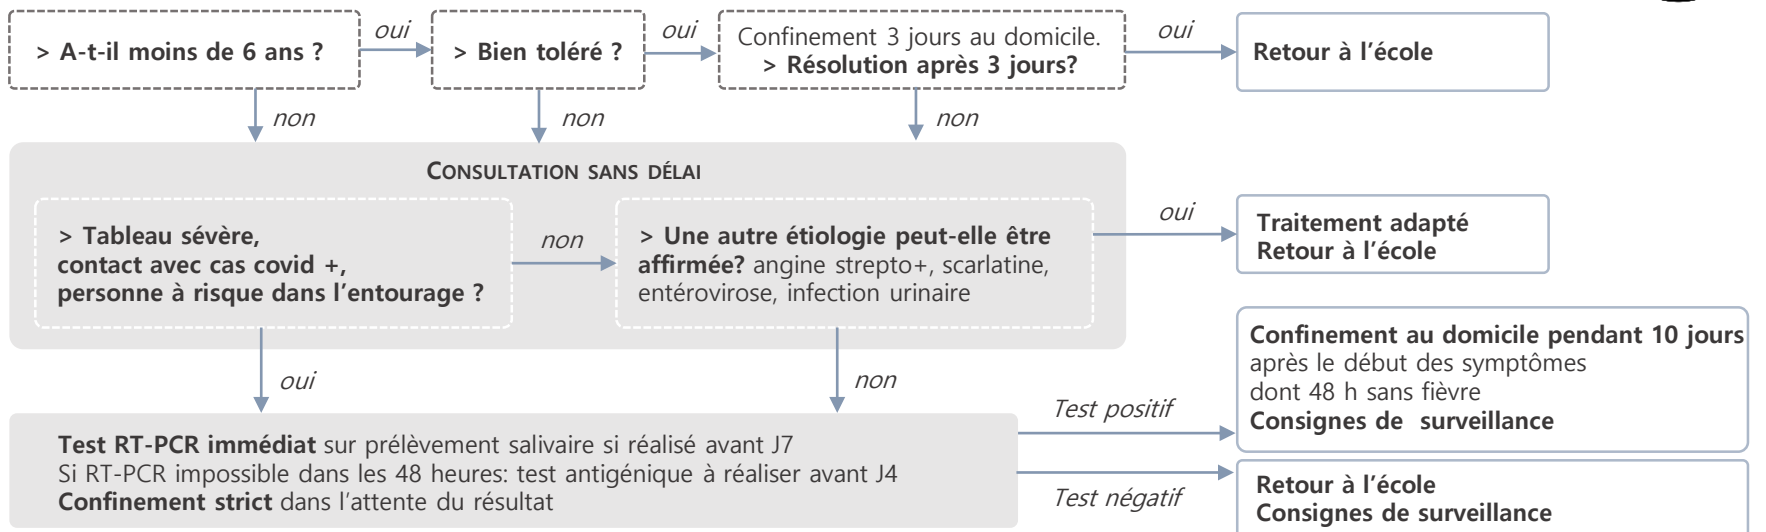 > A-t-il moins de 6 ans ?
oui
> Bien toléré ?
oui
Confinement 3 jours au domicile.
> Résolution après 3 jours?
oui
Retour à l'école
non
non
non
CONSULTATION SANS DÉLAI
> Tableau sévère,
contact avec cas covid +,
personne à risque dans l'entourage ?
non
> Une autre étiologie peut-elle être
affirmée? angine strepto+, scarlatine,
entérovirose, infection urinaire
oui
Traitement adapté
Retour à l'école
oui
non
Test RT-PCR immédiat sur prélèvement salivaire si réalisé avant J7
Si RT-PCR impossible dans les 48 heures: test antigénique à réaliser avant J4
Confinement strict dans l'attente du résultat
Test positif
Confinement au domicile pendant 10 jours
après le début des symptômes
dont 48 h sans fièvre
Consignes de surveillance
Test négatif
Retour à l'école
Consignes de surveillance